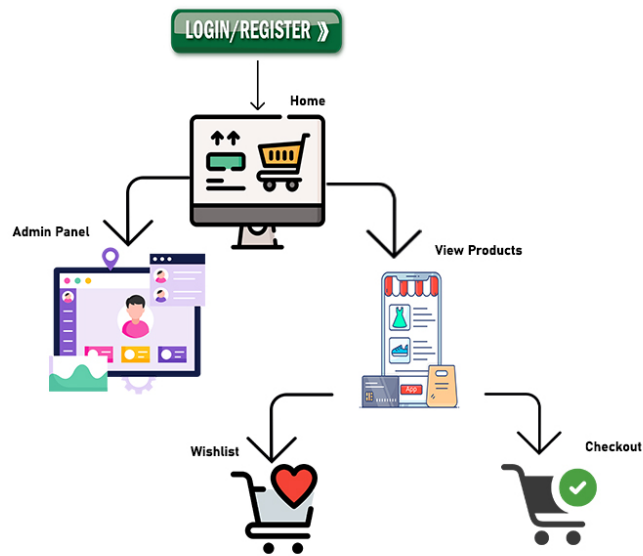 LOGIN/REGISTER »
Home
Admin Panel
View Products
App
Wishlist
Checkout